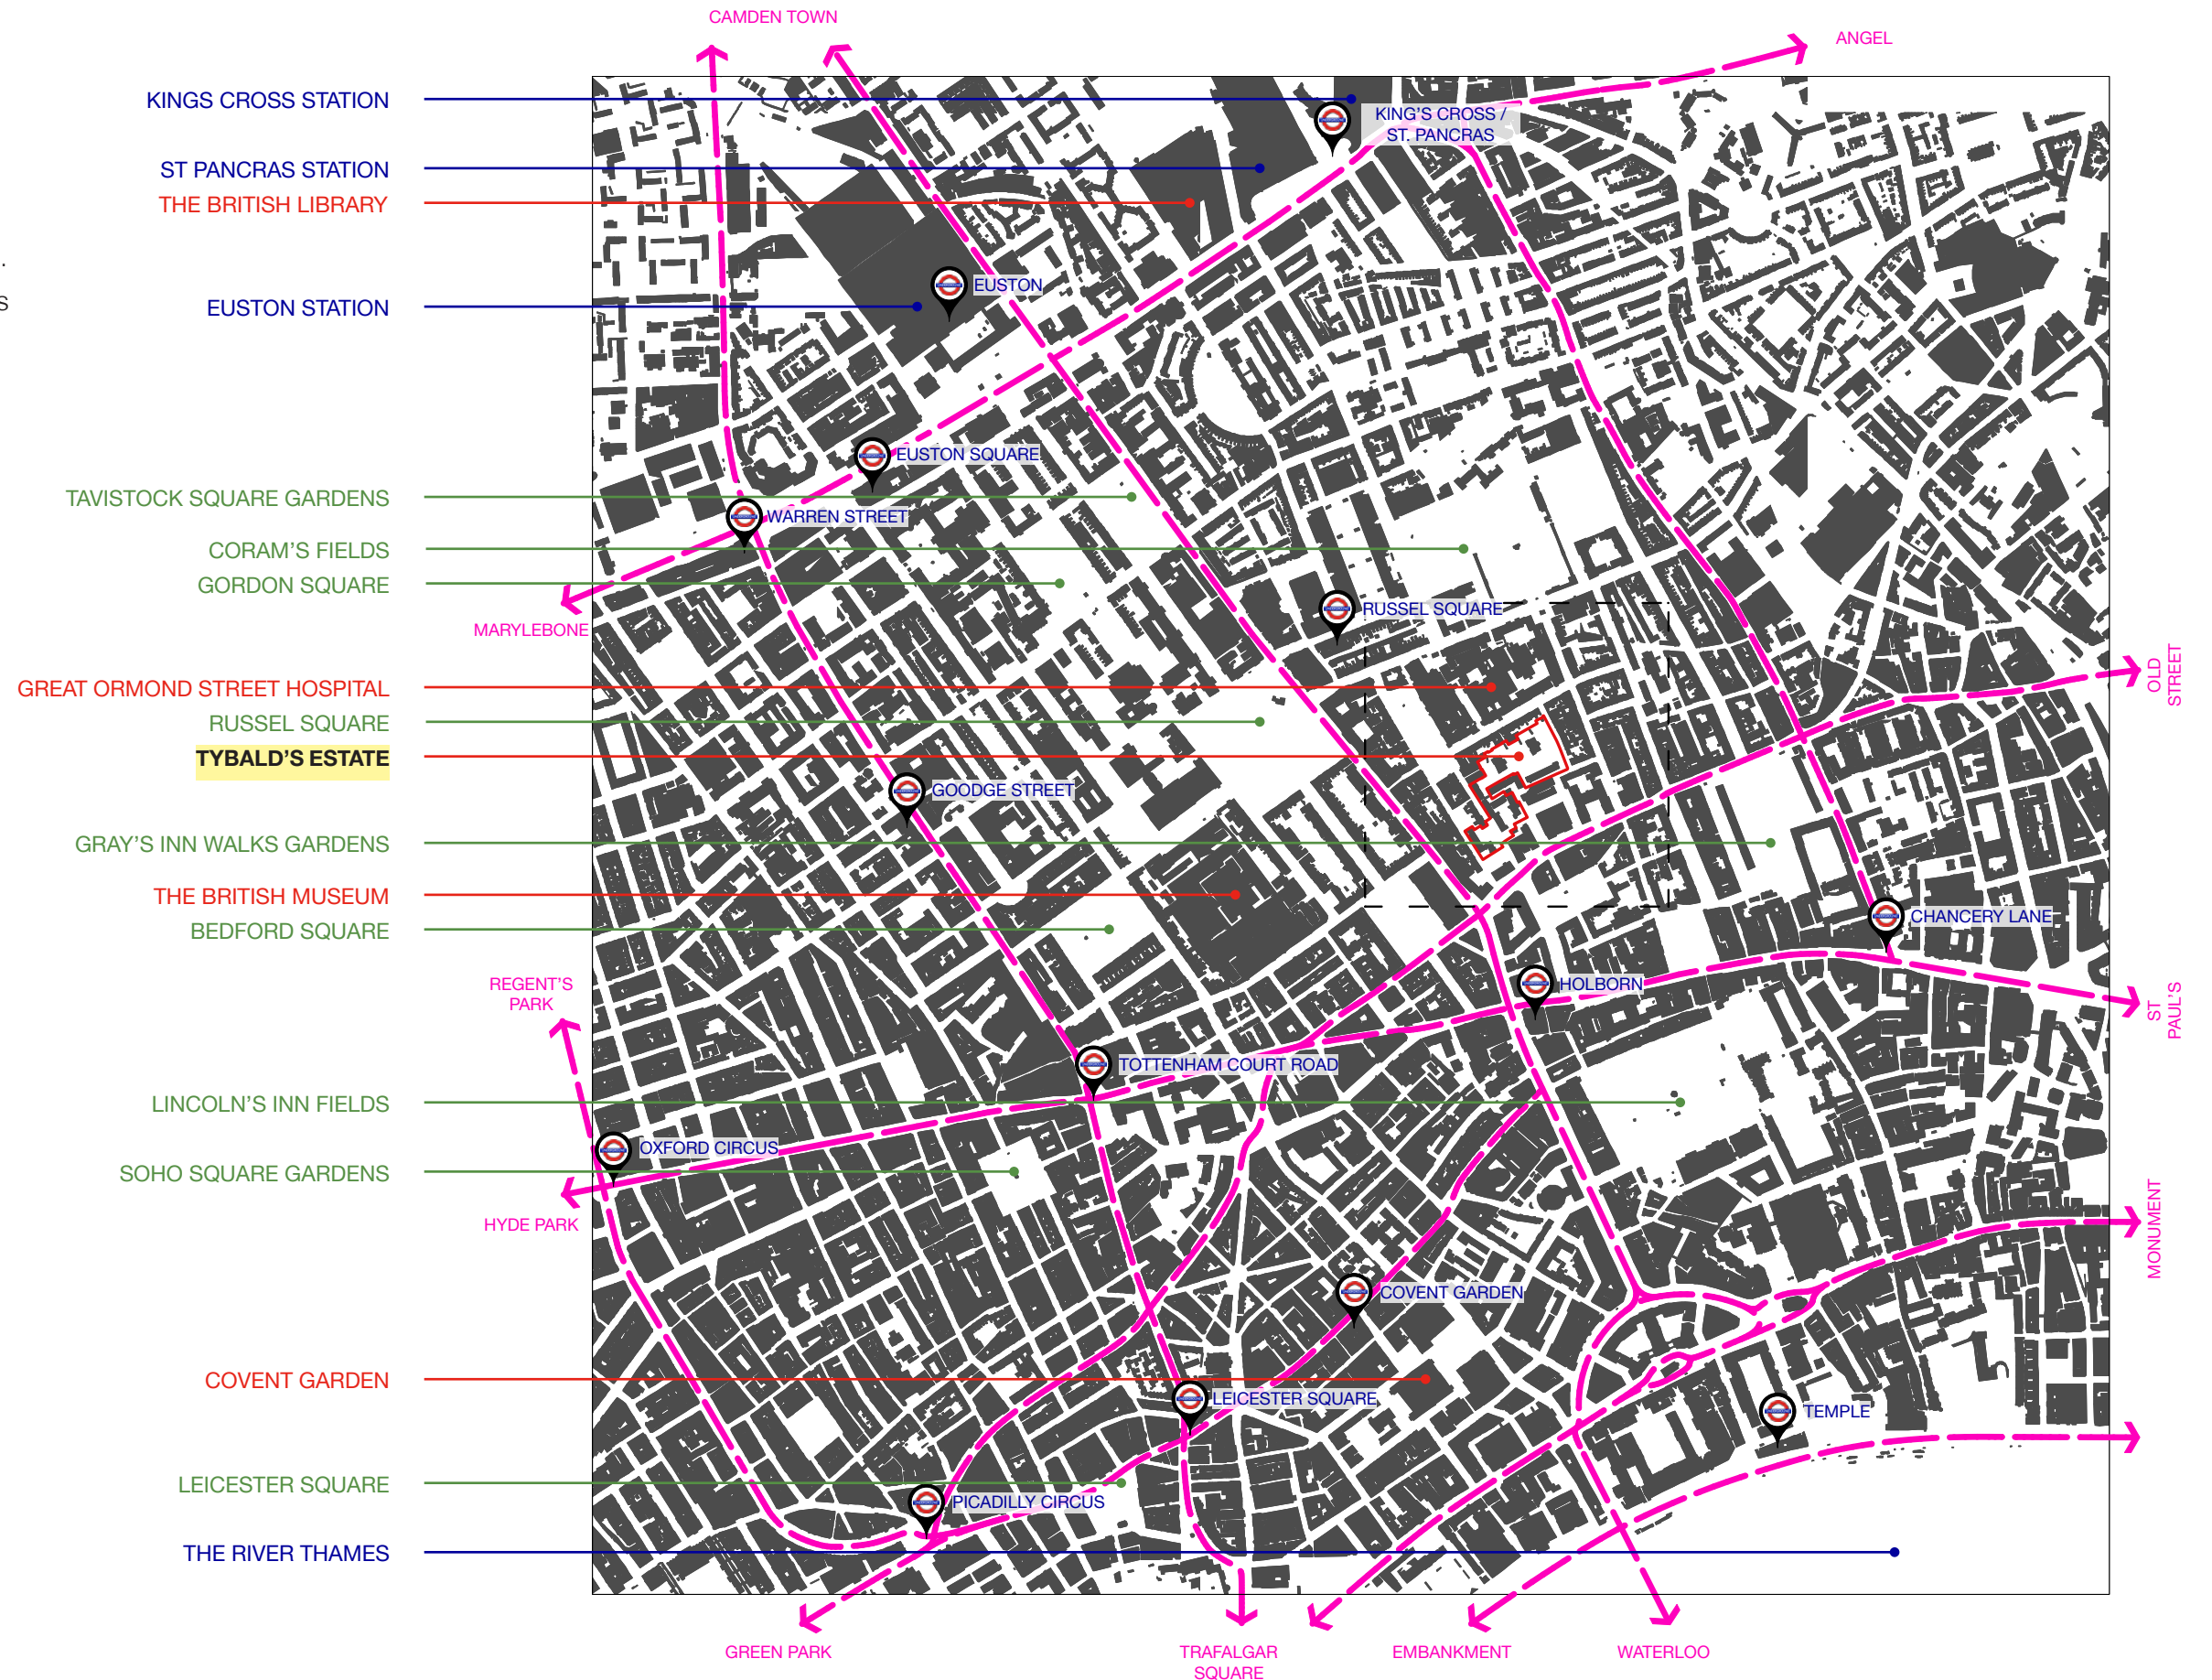 CAMDEN TOWN
ANGEL
KINGS CROSS STATION
KING'S CROSS /
ST. PANCRAS
ST PANCRAS STATION
THE BRITISH LIBRARY
.
S
EUSTON
EUSTON STATION
EUSTON SQUARE
TAVISTOCK SQUARE GARDENS
WARREN STREET
CORAM'S FIELDS
GORDON SQUARE
RUSSEL SQUARE
MARYLEBONE
OLD
STREET
GREAT ORMOND STREET HOSPITAL
RUSSEL SQUARE
TYBALD'S ESTATE
GOODGE STREET
GRAY'S INN WALKS GARDENS
THE BRITISH MUSEUM
CHANCERY LANE
BEDFORD SQUARE
REGENT'S
PARK
HOLBORN
ST
PAUL'S
TOTTENHAM COURT ROAD
LINCOLN'S INN FIELDS
OXFORD CIRCUS
SOHO SQUARE GARDENS
HYDE PARK
MONUMENT
COVENT GARDEN
COVENT GARDEN
LEICESTER SQUARE
TEMPLE
LEICESTER SQUARE
PICADILLY CIRCUS
THE RIVER THAMES
GREEN PARK
TRAFALGAR
SQUARE
EMBANKMENT
WATERLOO